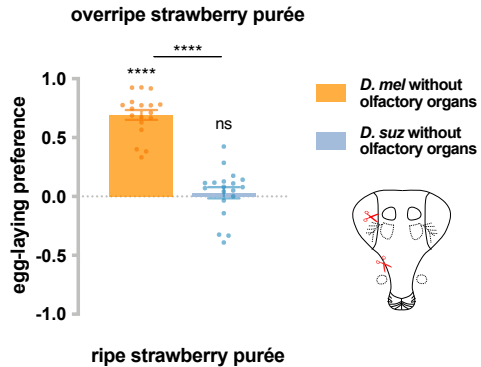 overripe strawberry purée
****
****
ns
1.0
0.5
0.0
-0.5
-1.0
egg-laying preference
D. mel without
olfactory organs
D. suz without
olfactory organs
ripe strawberry purée